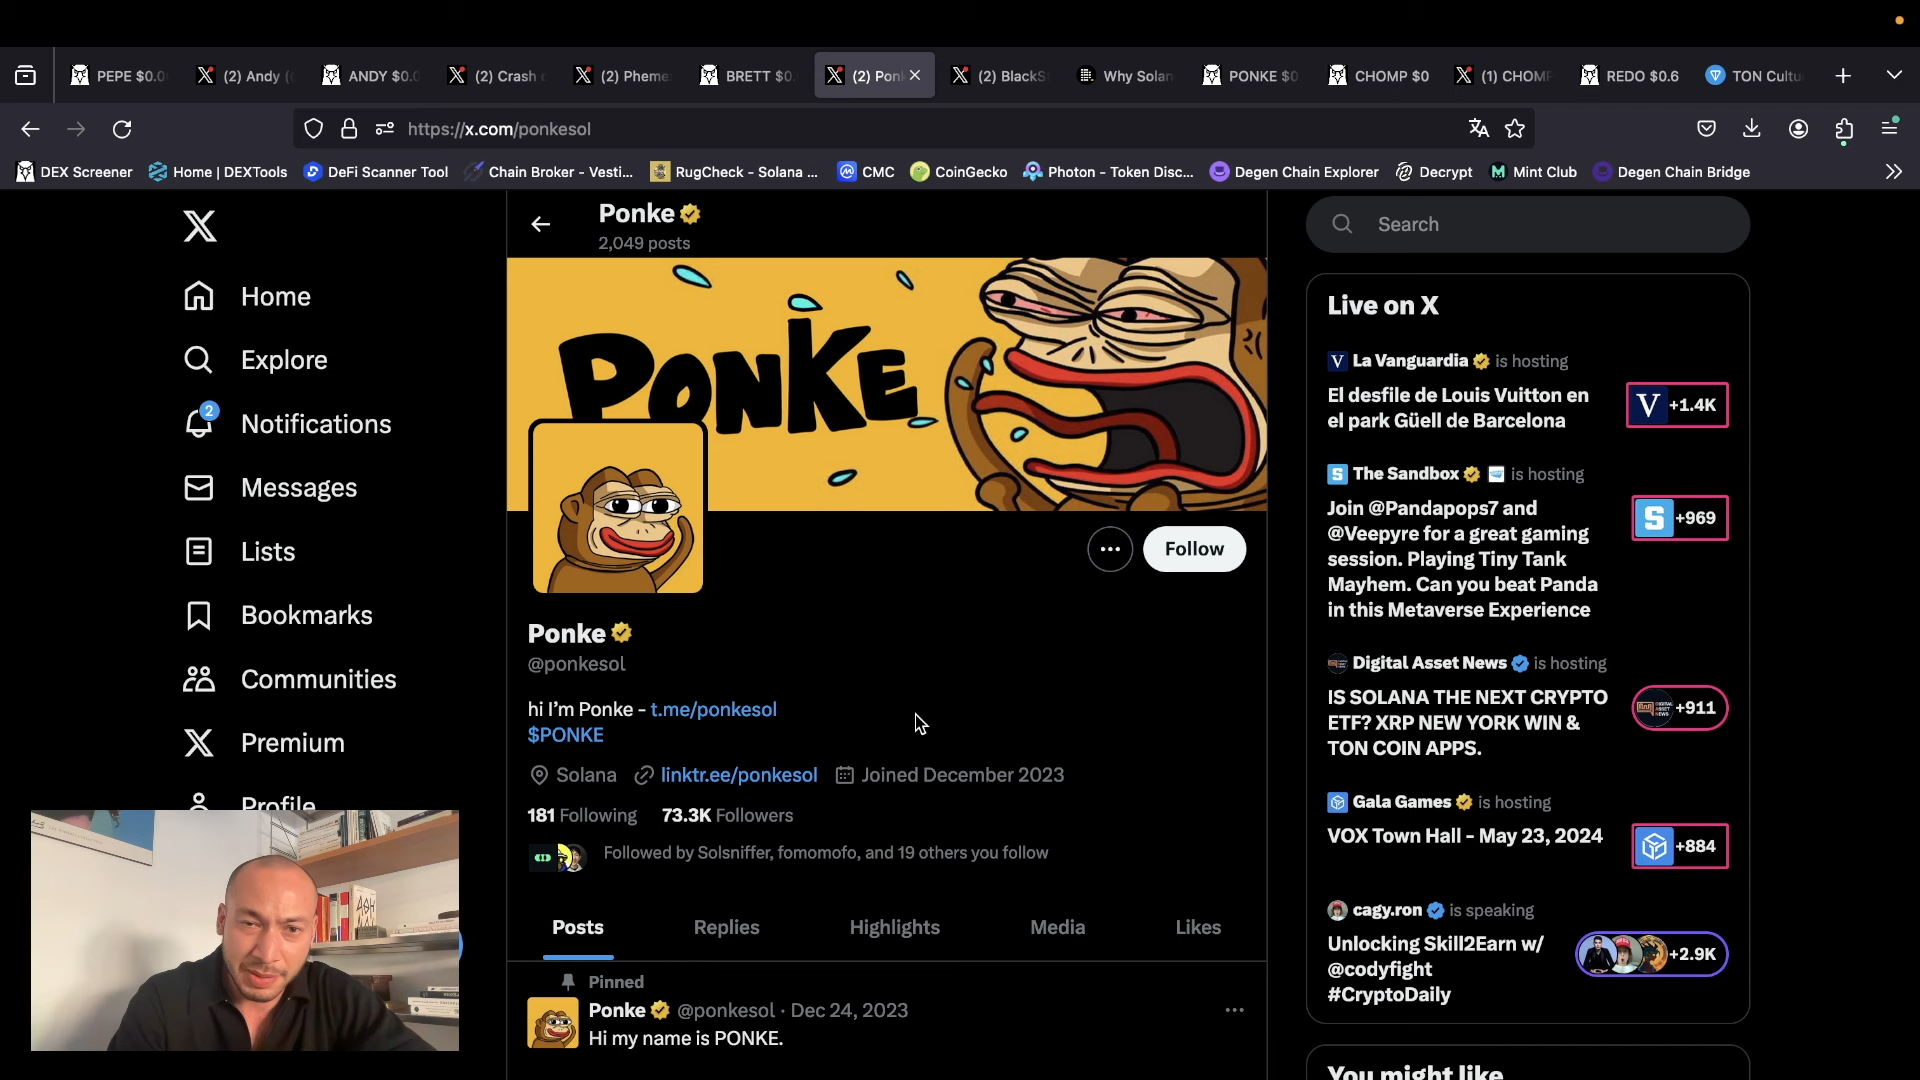 PEPE $0.0
(2) Andy (
ANDY $0.0
(2) Crash
(2) Pheme
BRETT $0.
(2) Pon
(2) BlackS
Why Solan
PONKE $0
CHOMP $0
(1) CHOMP
REDO $0.6
TON Cultu
https://x.com/ponkesol
DEX Screener
Home | DEXTools
DeFi Scanner Tool
Chain Broker - Vesti...
RugCheck - Solana ...
CMC
CoinGecko
Photon - Token Disc...
Degen Chain Explorer
Decrypt
Mint Club
Degen Chain Bridge
Home
Explore
2
Notifications
Messages
Lists
Bookmarks
Communities
Premium
Profile
Ponke
2,049 posts
PONKE
Follow
Ponke
@ponkesol
hi I'm Ponke - t.me/ponkesol
$PONKE
Solana linktr.ee/ponkesol Joined December 2023
181 Following 73.3K Followers
Followed by Solsniffer, fomomofo, and 19 others you follow
Posts Replies Highlights Media Likes
Pinned
Ponke @ponkesol · Dec 24, 2023
Hi my name is PONKE.
Search
Live on X
La Vanguardia is hosting
El desfile de Louis Vuitton en
el park Güell de Barcelona
V +1.4K
The Sandbox is hosting
Join @Pandapops7 and
@Veepyre for a great gaming
session. Playing Tiny Tank
Mayhem. Can you beat Panda
in this Metaverse Experience
S +969
Digital Asset News is hosting
IS SOLANA THE NEXT CRYPTO
ETF? XRP NEW YORK WIN &
TON COIN APPS.
+911
Gala Games is hosting
VOX Town Hall - May 23, 2024
+884
cagy.ron is speaking
Unlocking Skill2Earn w/
@codyfight
#CryptoDaily
+2.9K
You might like